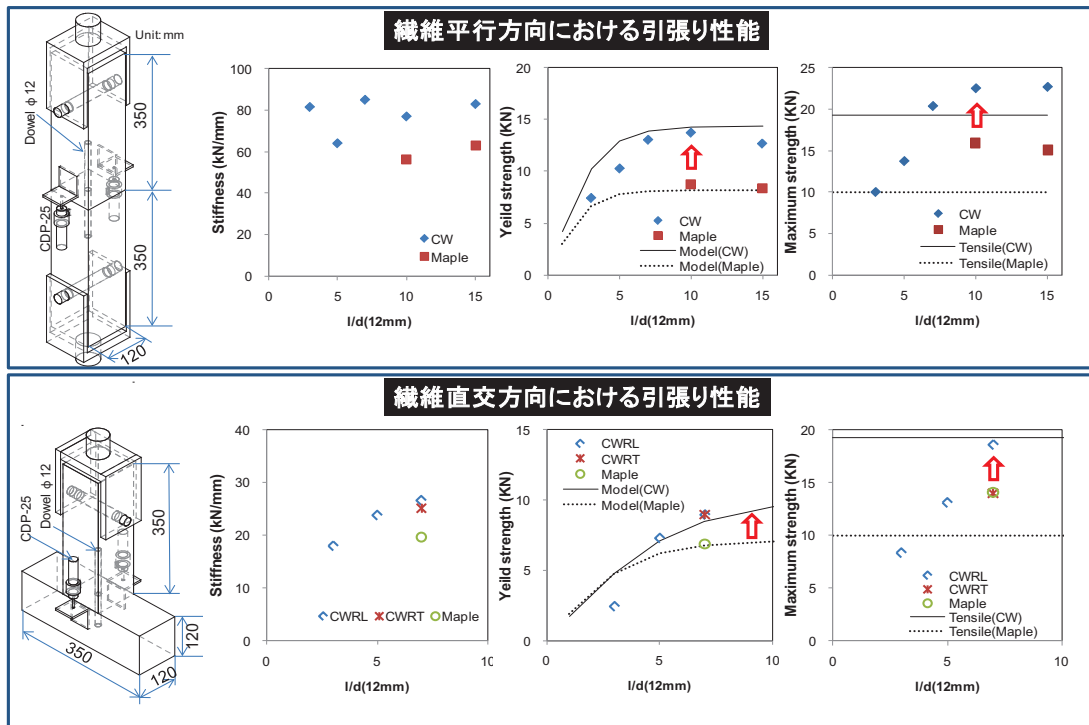 繊維平行方向における引張り性能
Unit: mm
Dowel φ 12
CDP-25
350
350
120
Stiffness (kN/mm)
100
80
60
40
20
0
0
5
10
15
CW
Maple
l/d(12mm)
Yeild strength (KN)
20
15
10
5
0
0
5
10
15
CW
Maple
Model(CW)
Model(Maple)
l/d(12mm)
Maximum strength (KN)
25
20
15
10
5
0
0
5
10
15
CW
Maple
Tensile(CW)
Tensile(Maple)
l/d(12mm)
繊維直交方向における引張り性能
CDP-25
Dowel φ 12
350
350
120
120
Stiffness (kN/mm)
40
30
20
10
0
0
5
10
CWRL
CWRT
Maple
l/d(12mm)
Yeild strength (KN)
15
10
5
0
0
5
10
CWRL
CWRT
Maple
Model(CW)
Model(Maple)
l/d(12mm)
Maximum strength (KN)
20
15
10
5
0
0
5
10
CWRL
CWRT
Maple
Tensile(CW)
Tensile(Maple)
l/d(12mm)